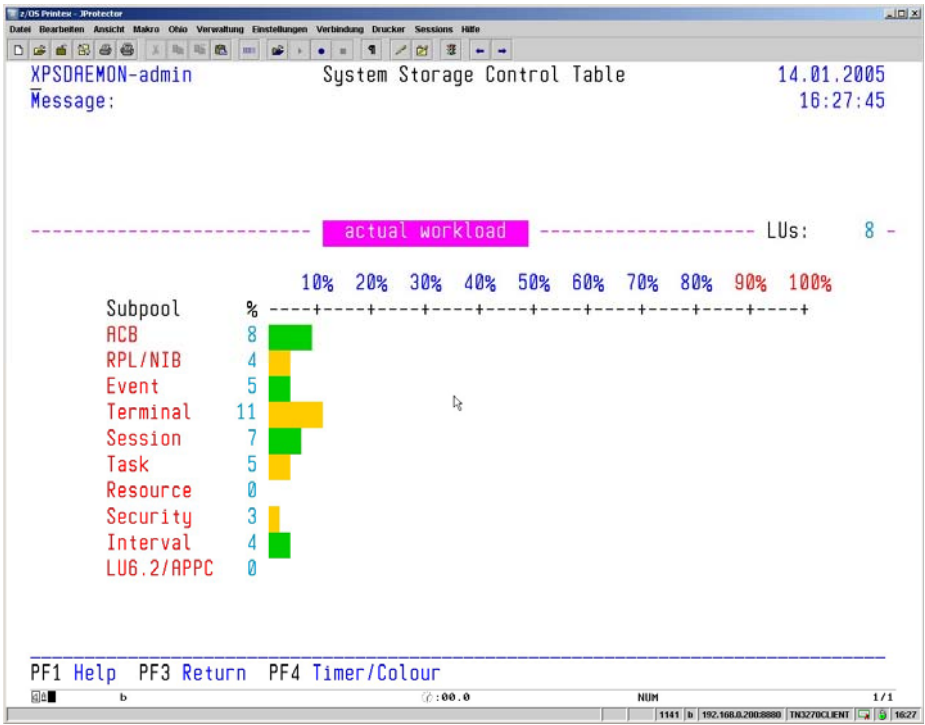 z/OS Printex - JProtector
Datei Bearbeiten Ansicht Makro Ohio Verwaltung Einstellungen Verbindung Drucker Sessions Hilfe
XPSDAEMON-admin System Storage Control Table 14.01.2005
Message: 16:27:45
------------------------- actual workload -------------------- LUs: 8 -
10% 20% 30% 40% 50% 60% 70% 80% 90% 100%
Subpool % ----+----+----+----+----+----+----+----+----+----+
ACB 8
RPL/NIB 4
Event 5
Terminal 11
Session 7
Task 5
Resource 0
Security 3
Interval 4
LU6.2/APPC 0
PF1 Help PF3 Return PF4 Timer/Colour
b :00.0 NUM 1/1
1141 b 192.168.0.200:8880 TN3270CLIENT 16:27